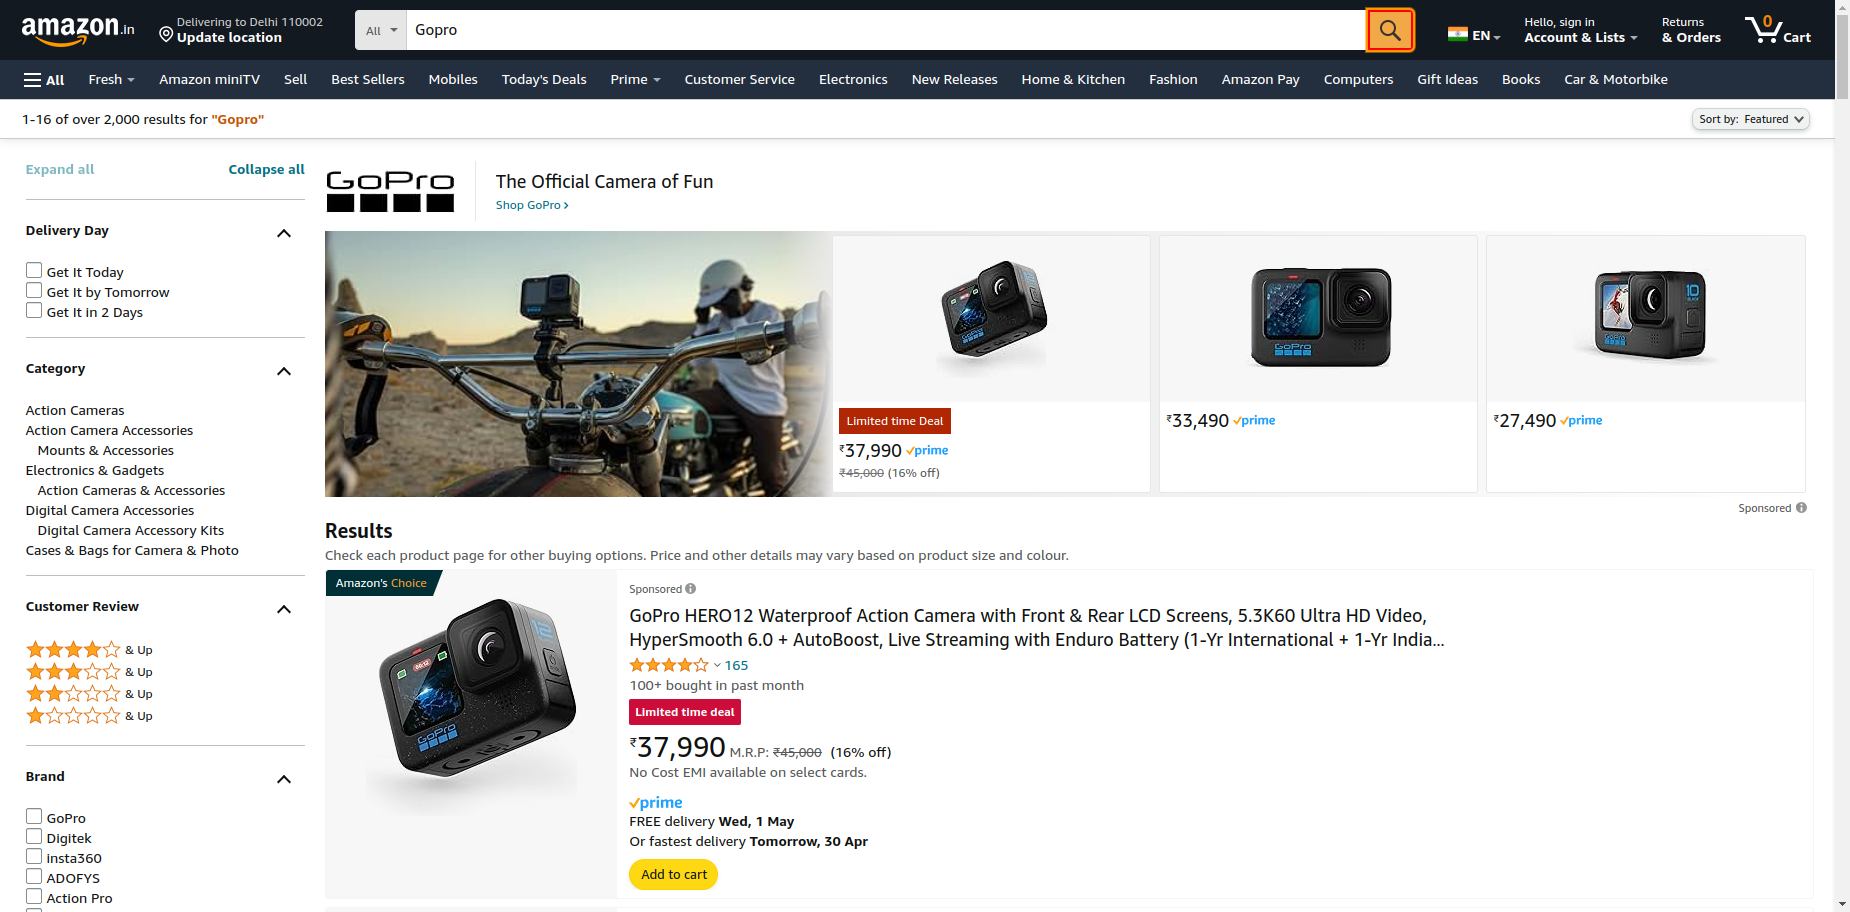 amazon.in
Delivering to Delhi 110002
Update location
All
Gopro
EN
Hello, sign in
Account & Lists
Returns
& Orders
0
Cart
All
Fresh
Amazon miniTV
Sell
Best Sellers
Mobiles
Today's Deals
Prime
Customer Service
Electronics
New Releases
Home & Kitchen
Fashion
Amazon Pay
Computers
Gift Ideas
Books
Car & Motorbike
1-16 of over 2,000 results for "Gopro"
Sort by: Featured
Expand all
Collapse all
Delivery Day
Get It Today
Get It by Tomorrow
Get It in 2 Days
Category
Action Cameras
Action Camera Accessories
Mounts & Accessories
Electronics & Gadgets
Action Cameras & Accessories
Digital Camera Accessories
Digital Camera Accessory Kits
Cases & Bags for Camera & Photo
Customer Review
& Up
& Up
& Up
& Up
Brand
GoPro
Digitek
insta360
ADOFYS
Action Pro
GoPro
The Official Camera of Fun
Shop GoPro ›
GoPro
10
BLACK
GoPro
Limited time Deal
₹37,990 prime
₹45,000 (16% off)
₹33,490 prime
₹27,490 prime
Sponsored
Results
Check each product page for other buying options. Price and other details may vary based on product size and colour.
Amazon's Choice
12
GoPro
Sponsored
GoPro HERO12 Waterproof Action Camera with Front & Rear LCD Screens, 5.3K60 Ultra HD Video,
HyperSmooth 6.0 + AutoBoost, Live Streaming with Enduro Battery (1-Yr International + 1-Yr India...
165
100+ bought in past month
Limited time deal
₹37,990 M.R.P: ₹45,000 (16% off)
No Cost EMI available on select cards.
prime
FREE delivery Wed, 1 May
Or fastest delivery Tomorrow, 30 Apr
Add to cart